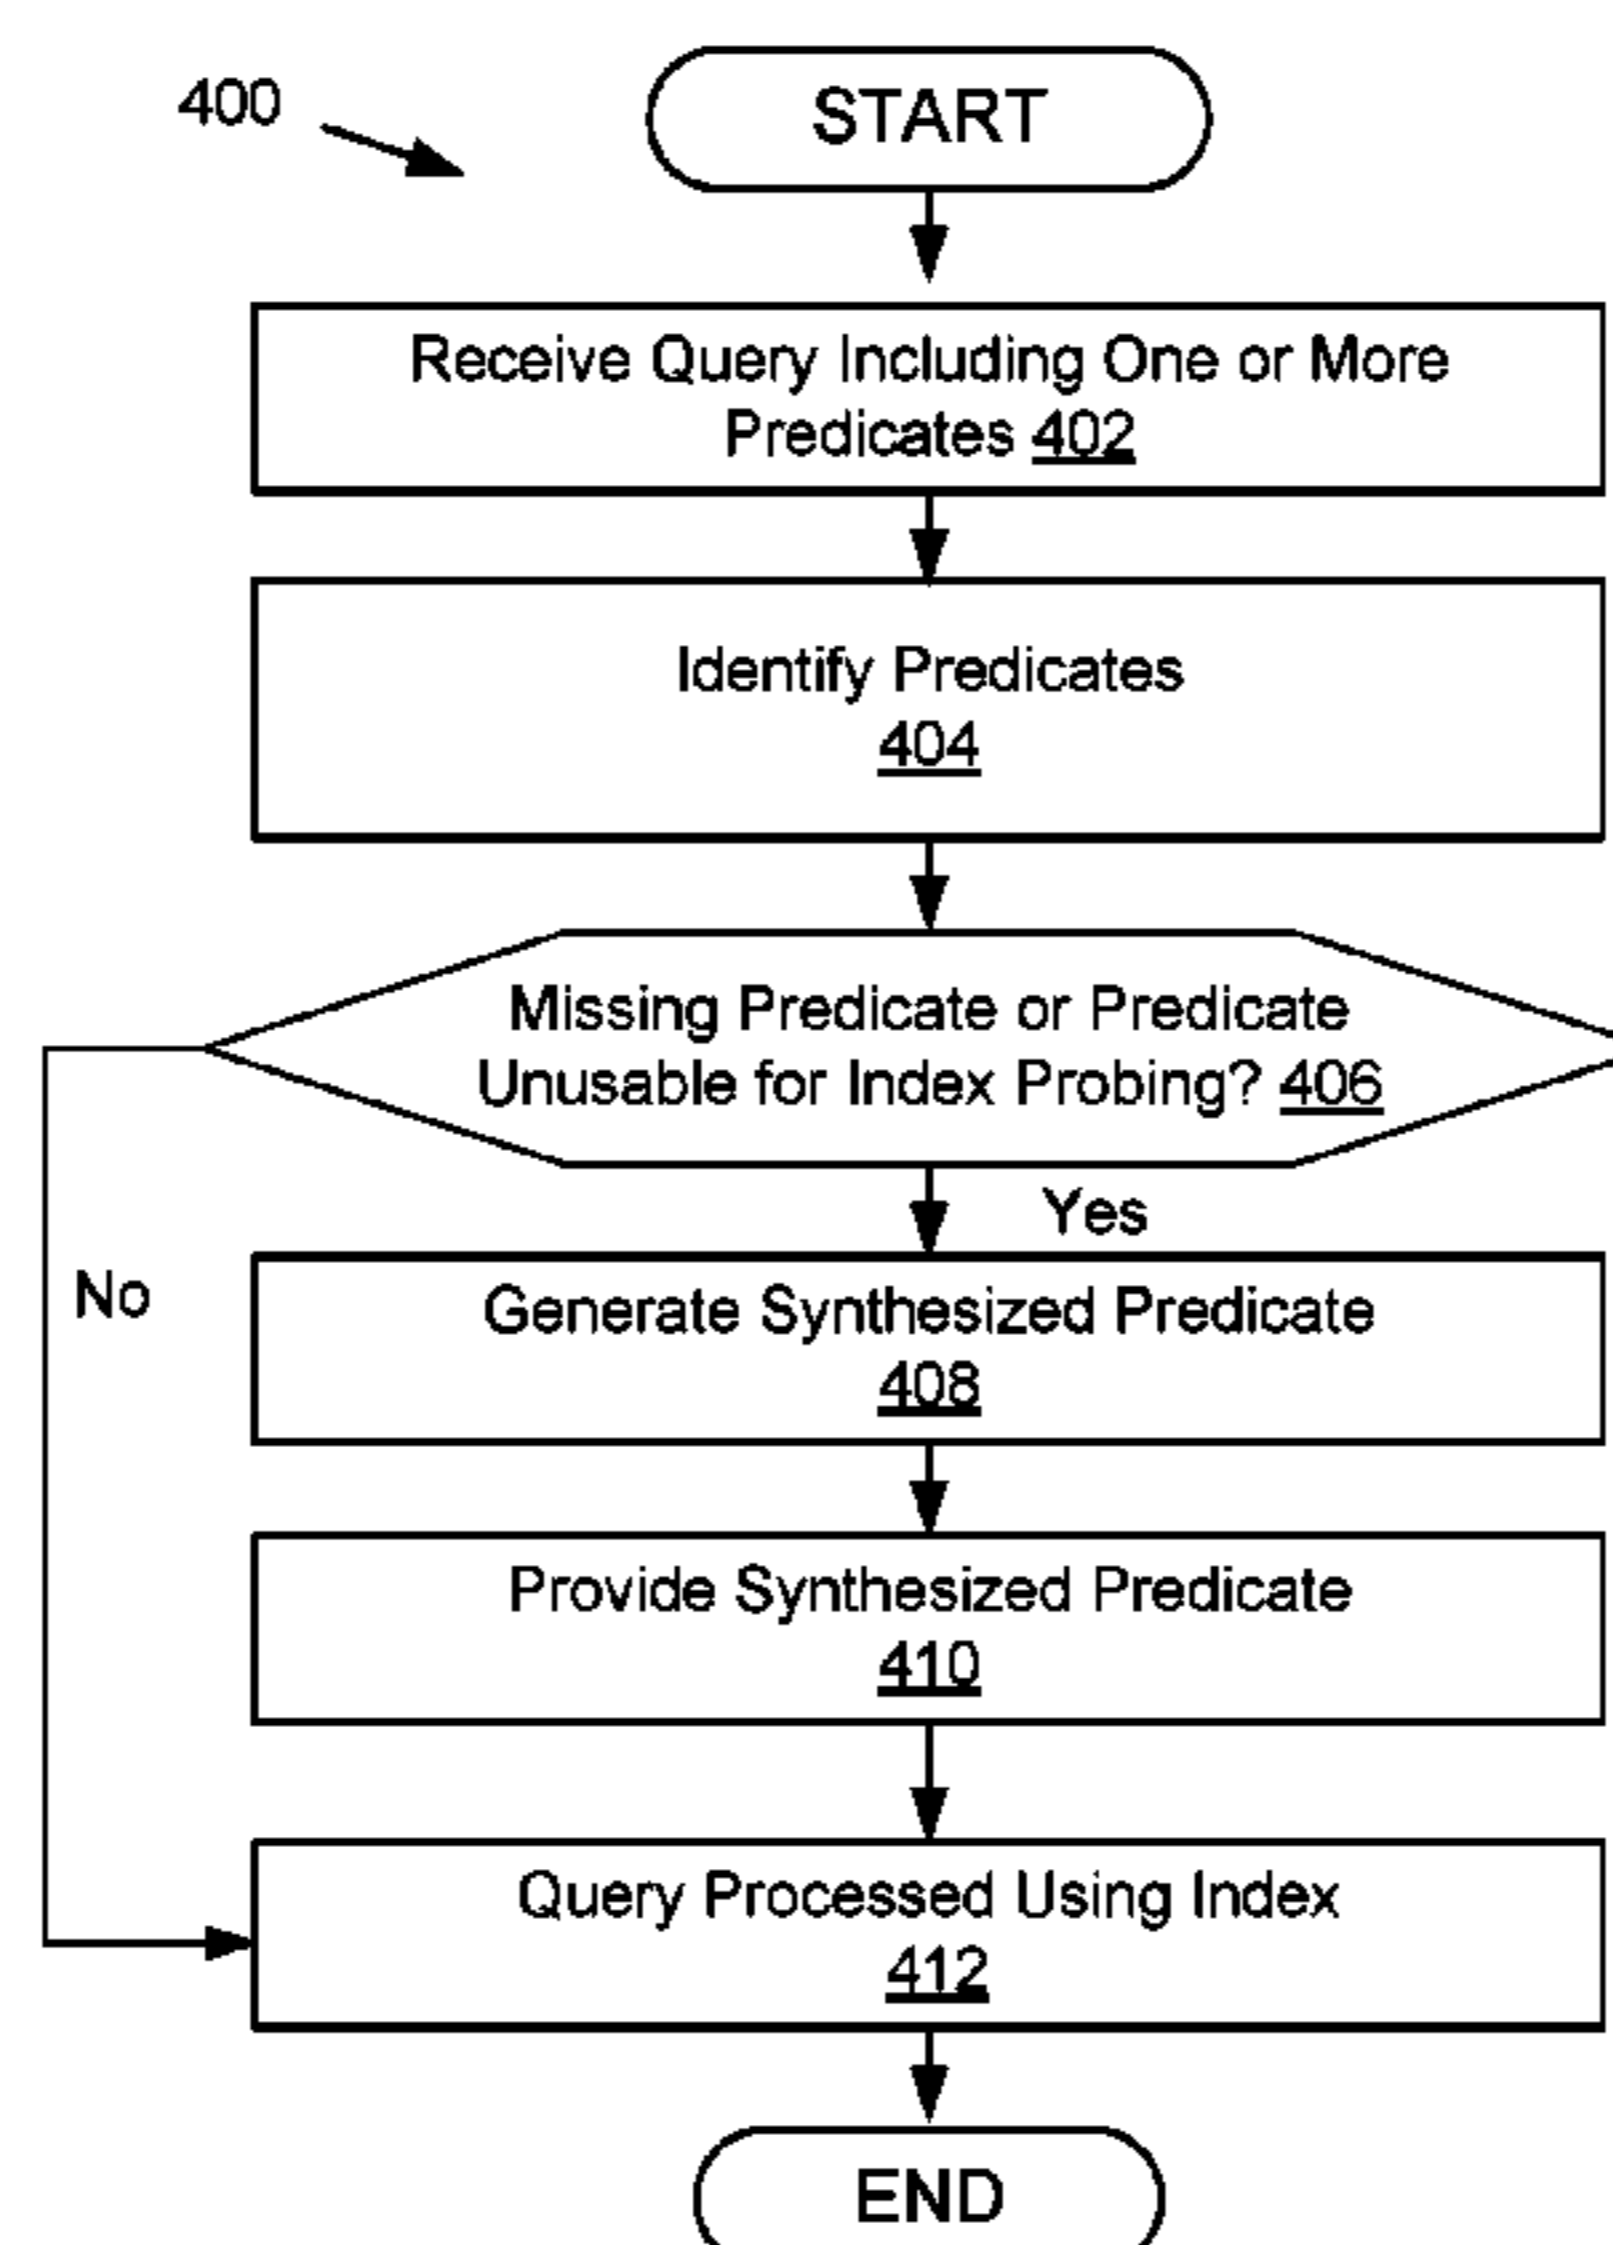 400
START
Receive Query Including One or More
Predicates 402
Identify Predicates
404
Missing Predicate or Predicate
Unusable for Index Probing? 406
Yes
No
Generate Synthesized Predicate
408
Provide Synthesized Predicate
410
Query Processed Using Index
412
END